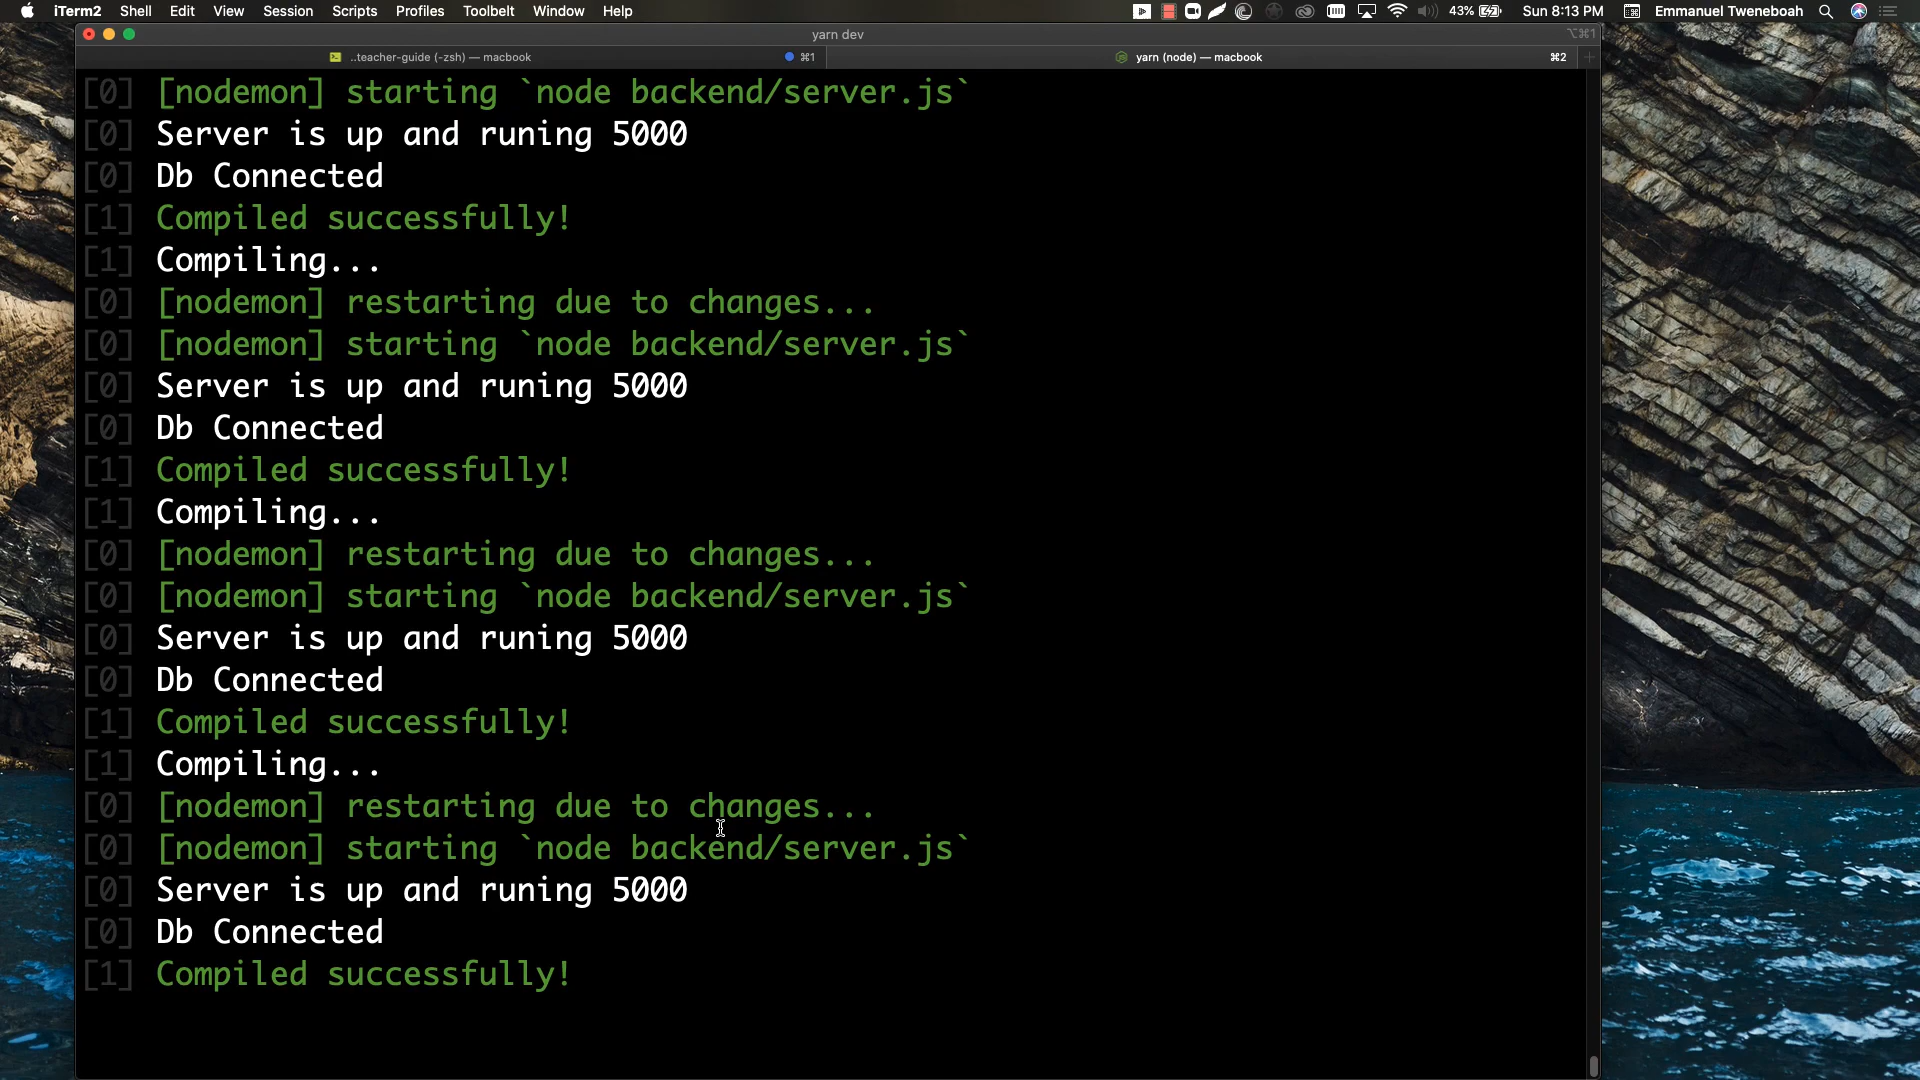 iTerm2 Shell Edit View Session Scripts Profiles Toolbelt Window Help 43% Sun 8:13 PM Emmanuel Tweneboah
yarn dev ⌥⌘1
..teacher-guide (-zsh) — macbook ⌘1 yarn (node) — macbook ⌘2
[0] [nodemon] starting `node backend/server.js`
[0] Server is up and runing 5000
[0] Db Connected
[1] Compiled successfully!
[1] Compiling...
[0] [nodemon] restarting due to changes...
[0] [nodemon] starting `node backend/server.js`
[0] Server is up and runing 5000
[0] Db Connected
[1] Compiled successfully!
[1] Compiling...
[0] [nodemon] restarting due to changes...
[0] [nodemon] starting `node backend/server.js`
[0] Server is up and runing 5000
[0] Db Connected
[1] Compiled successfully!
[1] Compiling...
[0] [nodemon] restarting due to changes...
[0] [nodemon] starting `node backend/server.js`
[0] Server is up and runing 5000
[0] Db Connected
[1] Compiled successfully!